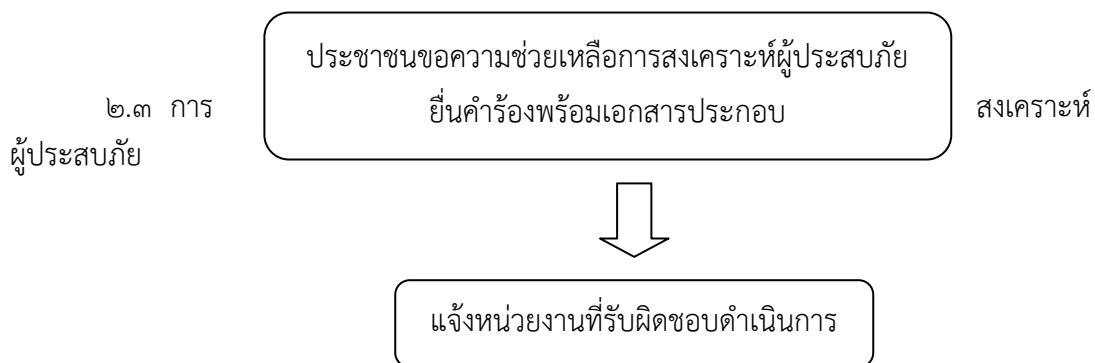 ประชาชนขอความช่วยเหลือการสงเคราะห์ผู้ประสบภัย
๒.๓ การ ยื่นคำร้องพร้อมเอกสารประกอบ สงเคราะห์
ผู้ประสบภัย
แจ้งหน่วยงานที่รับผิดชอบดำเนินการ